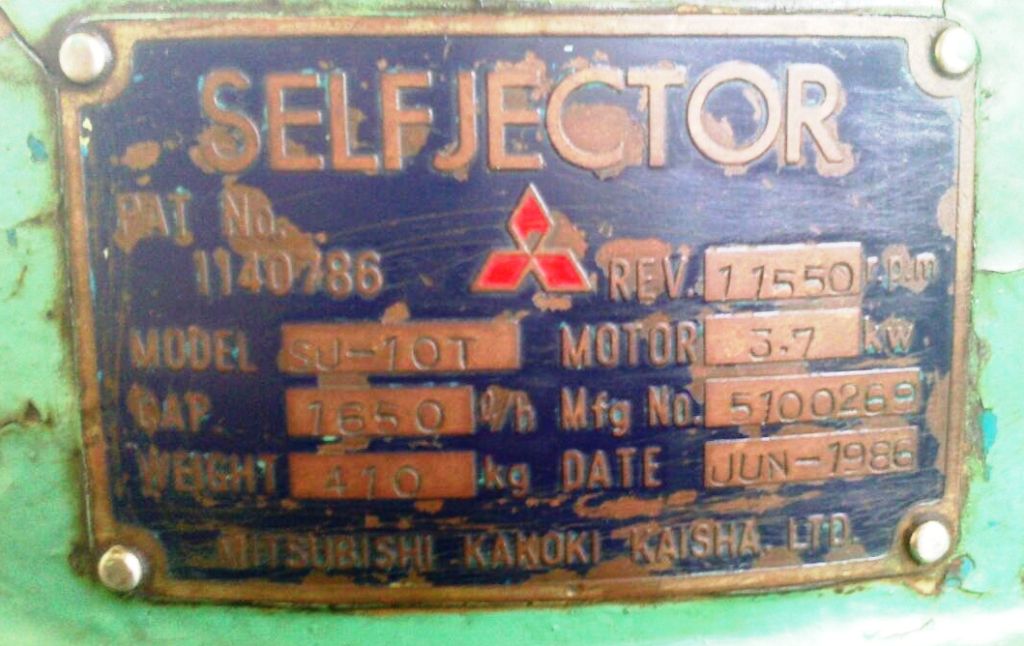 SELFJECTOR
PAT No.
1140786
REV. 11550 r.p.m
MODEL SJ-10T MOTOR 3.7 kw
CAP. 1650 ℓ/h Mfg No. 5100269
WEIGHT 410 kg DATE JUN-1986
MITSUBISHI KAKOKI KAISHA. LTD.